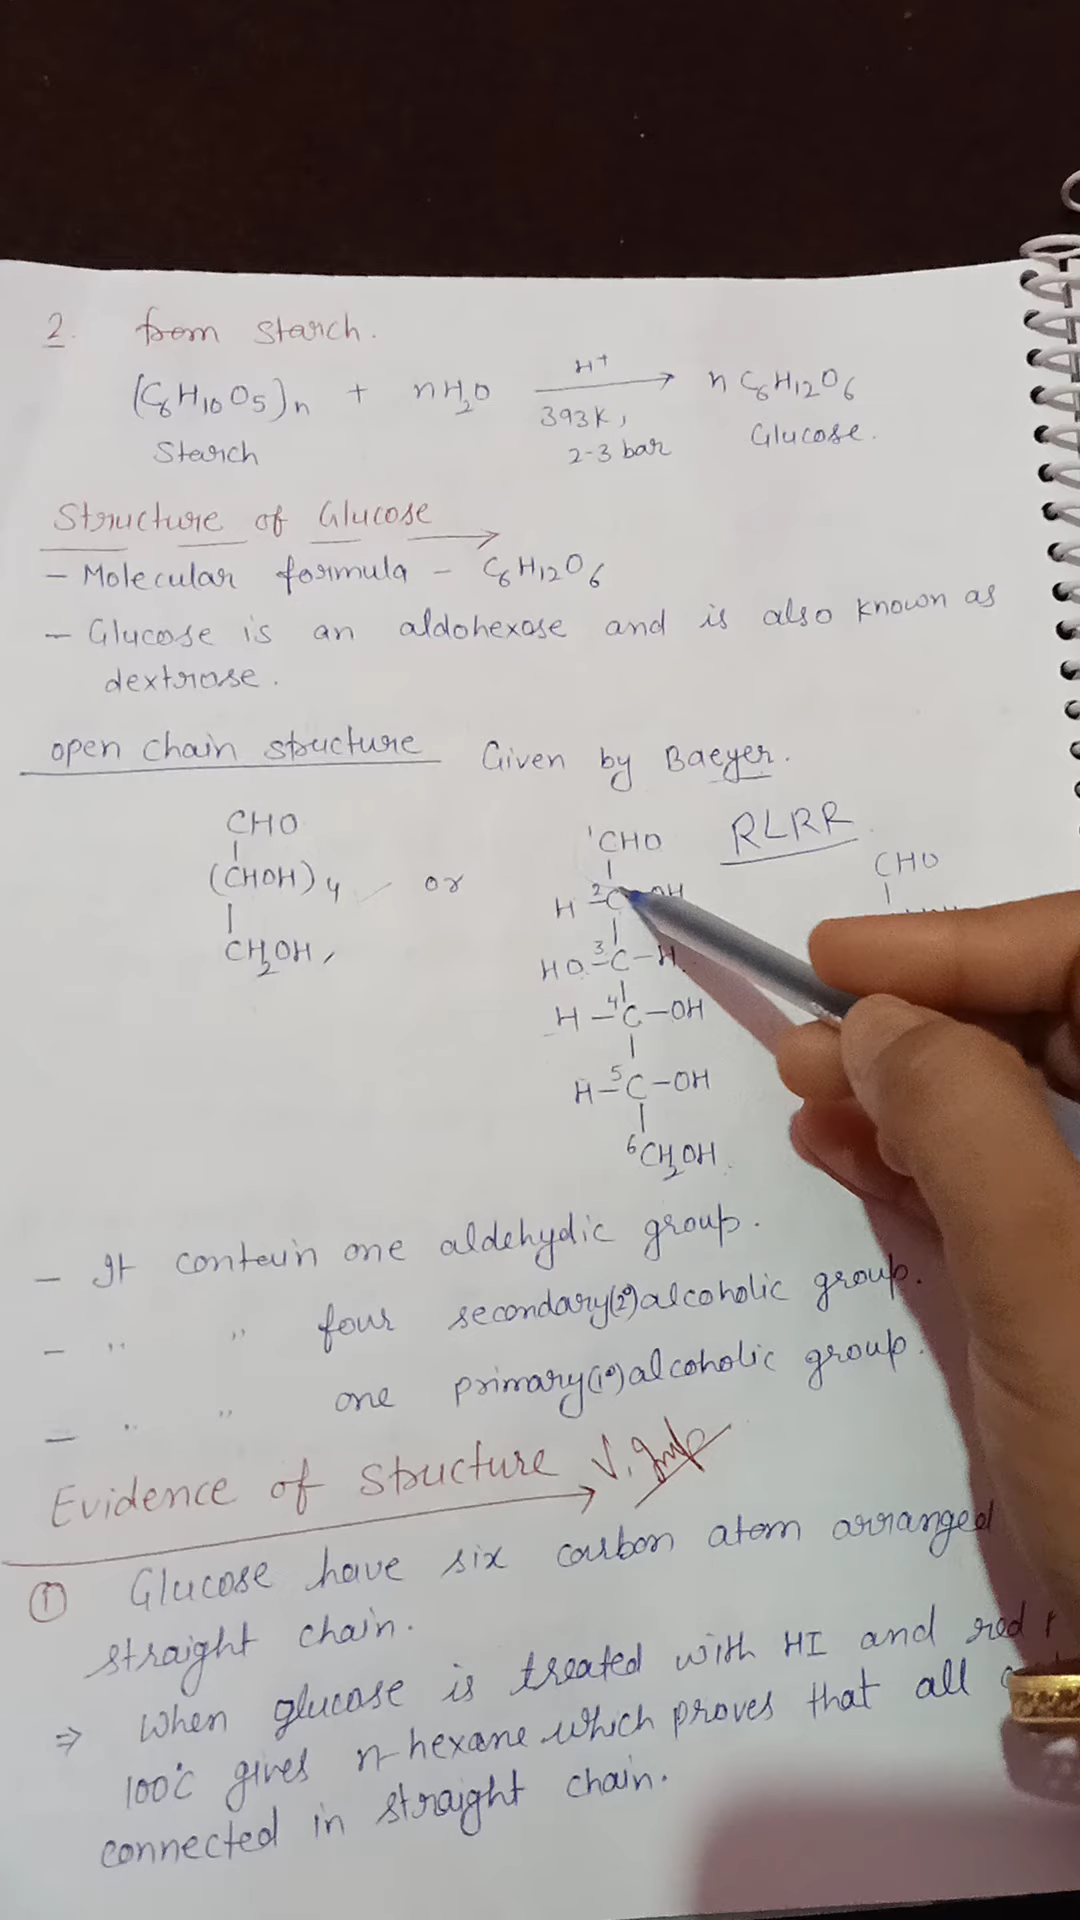 2. from starch.
(C6H10O5)n + nH2O H+ → n C6H12O6
393K,
2-3 bar
Starch Glucose.
Structure of Glucose →
- Molecular formula - C6H12O6
- Glucose is an aldohexose and is also known as
dextrose.
open chain structure Given by Baeyer.
CHO
(CHOH)4
CH2OH,
or
1CHO
H-2C-OH
HO-3C-H
H-4C-OH
H-5C-OH
6CH2OH.
RLRR
CHO
- It contain one aldehydic group.
- " " four secondary(2°)alcoholic group.
- " " one primary(1°)alcoholic group.
Evidence of Structure → V. Imp
① Glucose have six carbon atom arranged
straight chain.
⇒ When glucose is treated with HI and red
100°C gives n-hexane which proves that all
connected in straight chain.